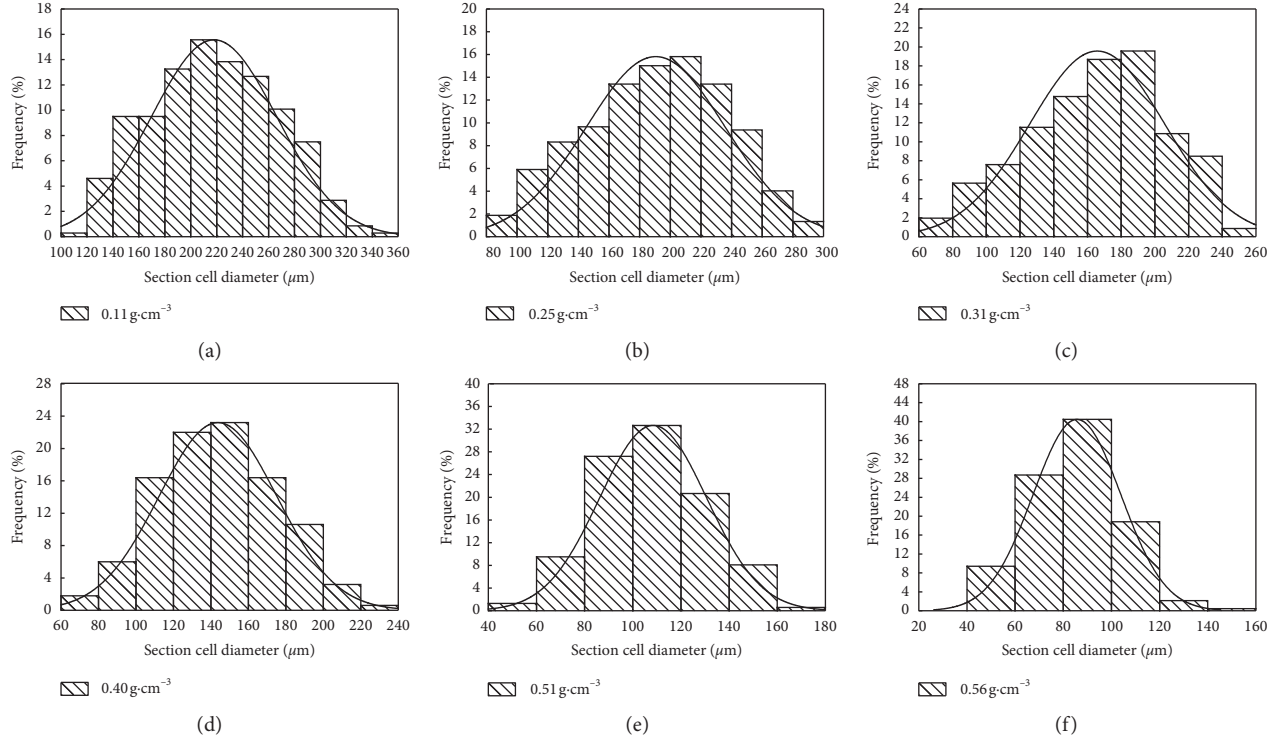 18
16
14
12
10
8
6
4
2
0
Frequency (%)
100 120 140 160 180 200 220 240 260 280 300 320 340 360
Section cell diameter (μm)
0.11 g·cm⁻³
(a)
20
18
16
14
12
10
8
6
4
2
0
Frequency (%)
80 100 120 140 160 180 200 220 240 260 280 300
Section cell diameter (μm)
0.25 g·cm⁻³
(b)
24
22
20
18
16
14
12
10
8
6
4
2
0
Frequency (%)
60 80 100 120 140 160 180 200 220 240 260
Section cell diameter (μm)
0.31 g·cm⁻³
(c)
28
24
20
16
12
8
4
0
Frequency (%)
60 80 100 120 140 160 180 200 220 240
Section cell diameter (μm)
0.40 g·cm⁻³
(d)
40
36
32
28
24
20
16
12
8
4
0
Frequency (%)
40 60 80 100 120 140 160 180
Section cell diameter (μm)
0.51 g·cm⁻³
(e)
48
44
40
36
32
28
24
20
16
12
8
4
0
Frequency (%)
20 40 60 80 100 120 140 160
Section cell diameter (μm)
0.56 g·cm⁻³
(f)